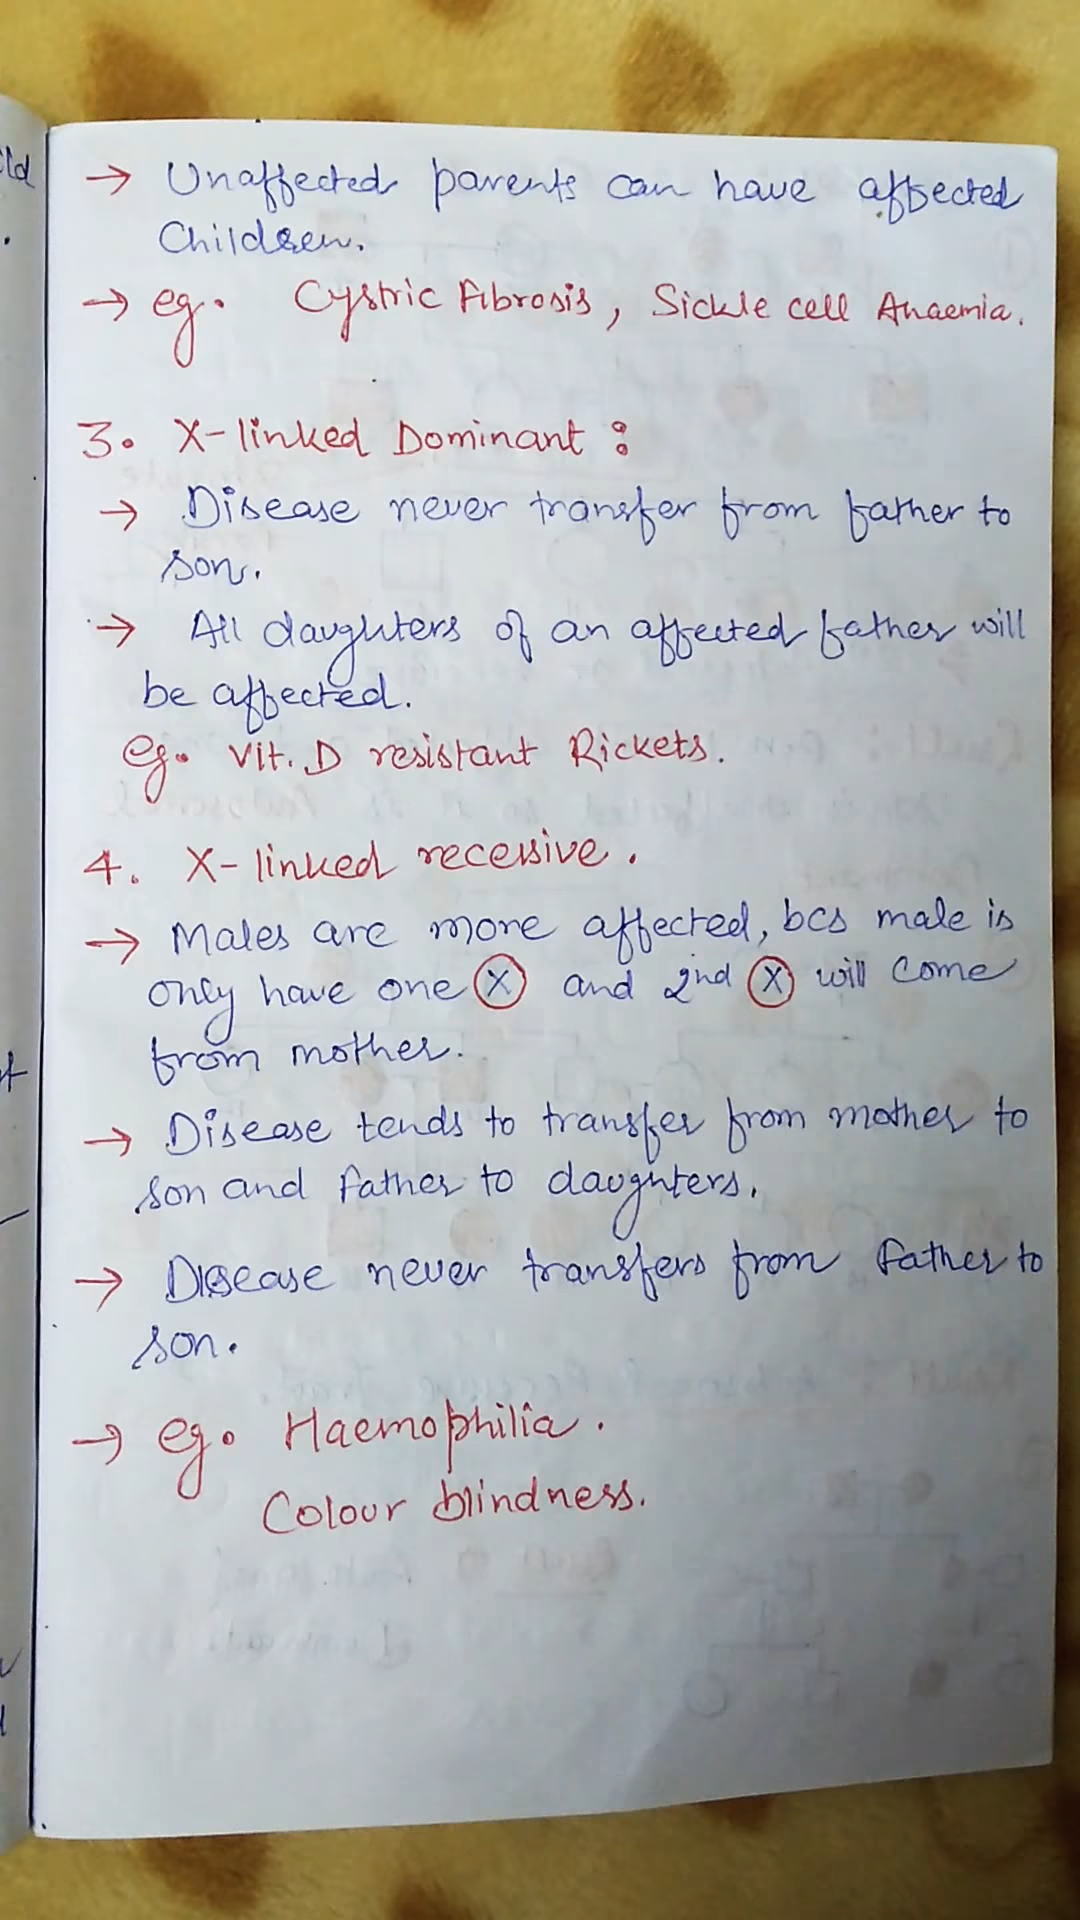 ild
→ Unaffected parents can have affected
Children.
→ eg. Cystric Fibrosis, Sickle cell Anaemia.
3. X-linked Dominant :
→ Disease never transfer from father to
son.
→ All daughters of an affected father will
be affected.
eg. Vit. D resistant Rickets.
4. X-linked recessive.
→ Males are more affected, bcs male is
only have one X and 2nd X will come
from mother.
→ Disease tends to transfer from mother to
son and father to daughters.
→ Disease never transfers from father to
son.
→ eg. Haemophilia.
Colour blindness.